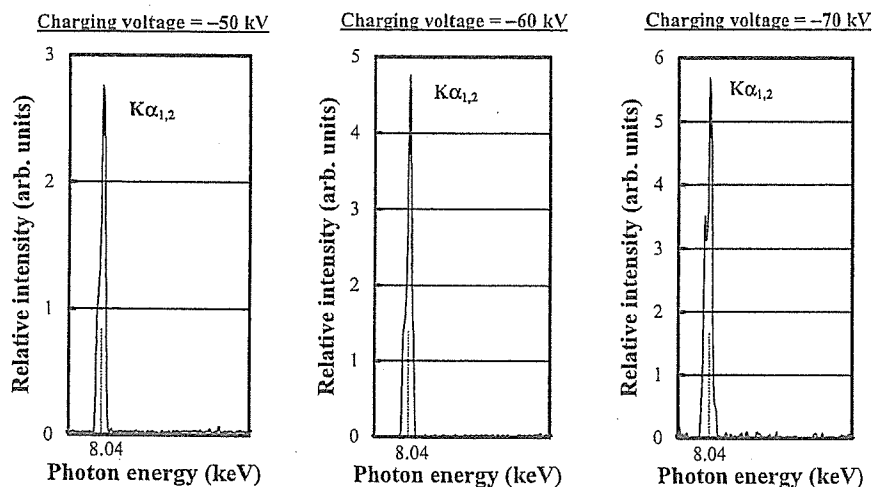 Charging voltage = –50 kV
3
2
1
0
Kα1,2
Relative intensity (arb. units)
8.04
Photon energy (keV)
Charging voltage = –60 kV
5
4
3
2
1
0
Kα1,2
Relative intensity (arb. units)
8.04
Photon energy (keV)
Charging voltage = –70 kV
6
5
4
3
2
1
0
Kα1,2
Relative intensity (arb. units)
8.04
Photon energy (keV)